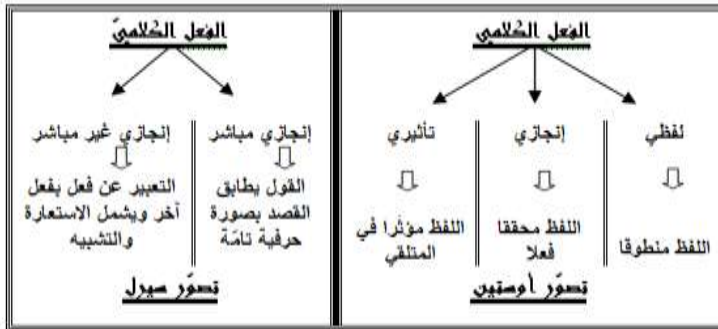 الفعل الكلامي
لفظي
إنجازي
تأثيري
اللفظ منطوقا
اللفظ محققا
فعلا
اللفظ مؤثرا في
المتلقي
تصوّر أوستين
الفعل الكلاميّ
إنجازي مباشر
إنجازي غير مباشر
القول يطابق
القصد بصورة
حرفية تامّة
التعبير عن فعل بفعل
آخر ويشمل الاستعارة
والتشبيه
تصوّر سيرل